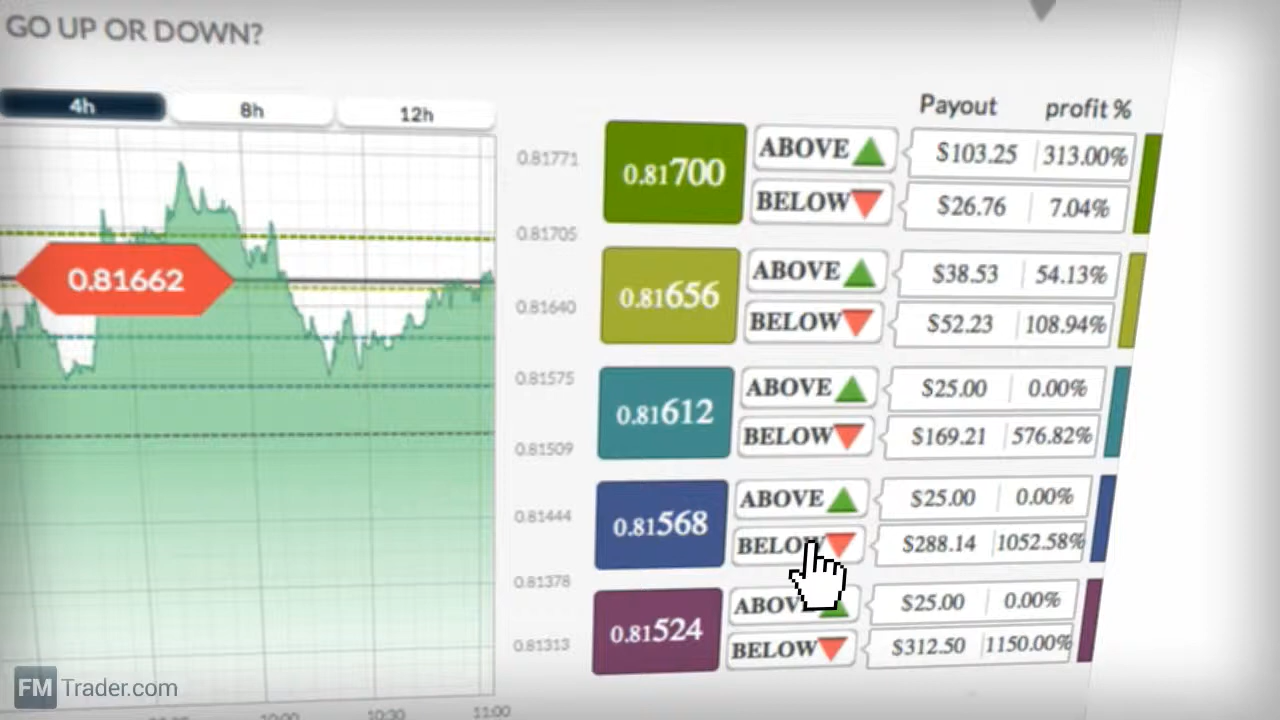 GO UP OR DOWN?
4h 8h 12h
Payout profit %
0.81771
0.81705
0.81640
0.81575
0.81509
0.81444
0.81378
0.81313
0.81662
0.81700
ABOVE $103.25 313.00%
BELOW $26.76 7.04%
0.81656
ABOVE $38.53 54.13%
BELOW $52.23 108.94%
0.81612
ABOVE $25.00 0.00%
BELOW $169.21 576.82%
0.81568
ABOVE $25.00 0.00%
BELOW $288.14 1052.58%
0.81524
ABOVE $25.00 0.00%
BELOW $312.50 1150.00%
10:30 11:00
FM Trader.com